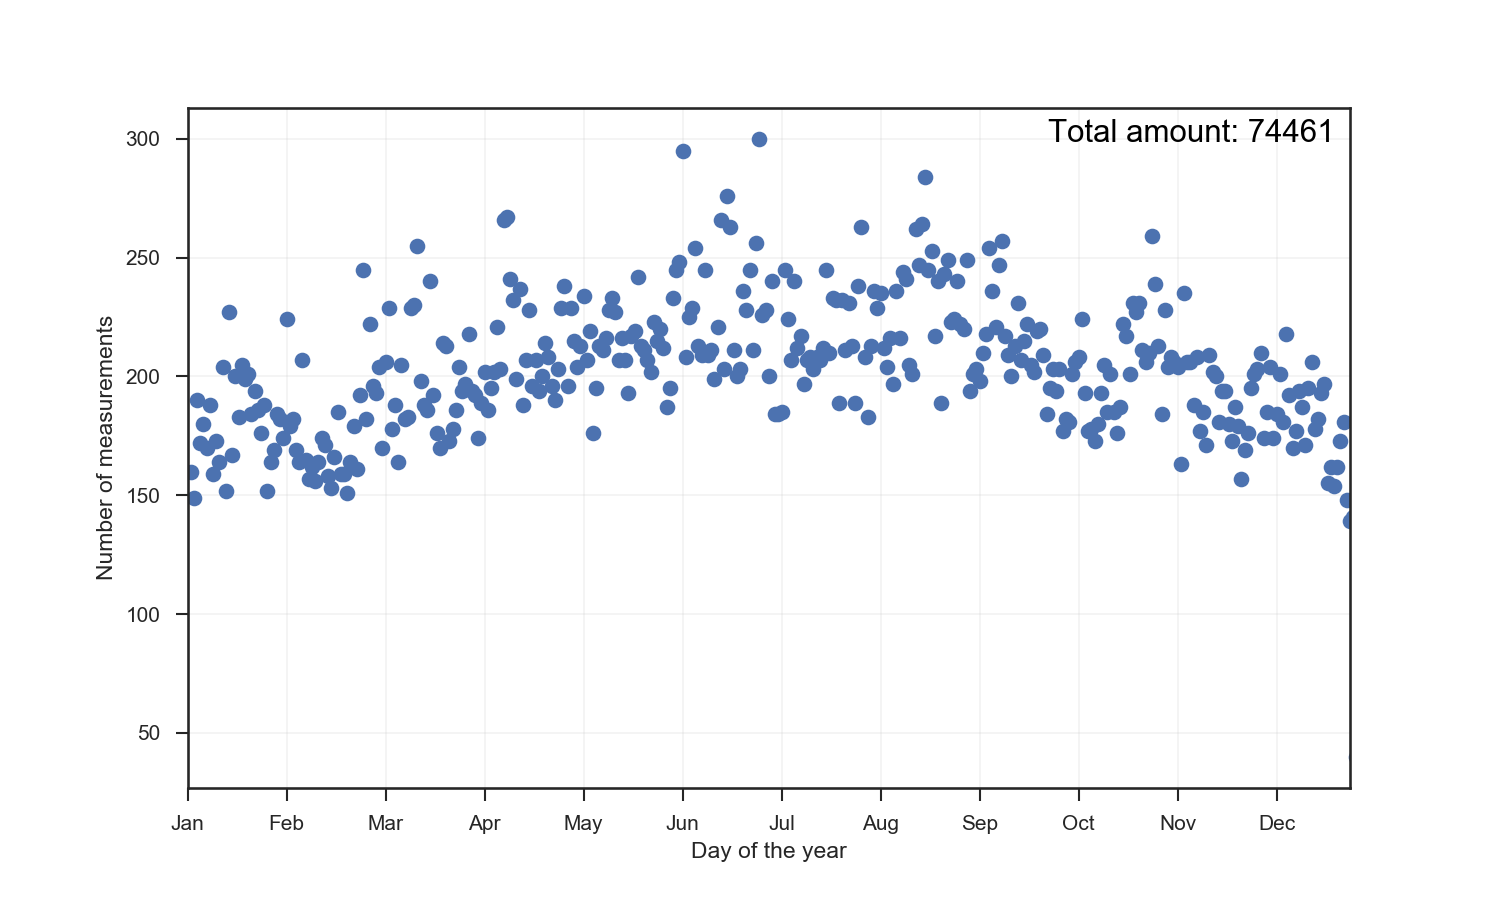 Total amount: 74461
300
250
200
150
100
50
Number of measurements
Jan Feb Mar Apr May Jun Jul Aug Sep Oct Nov Dec
Day of the year